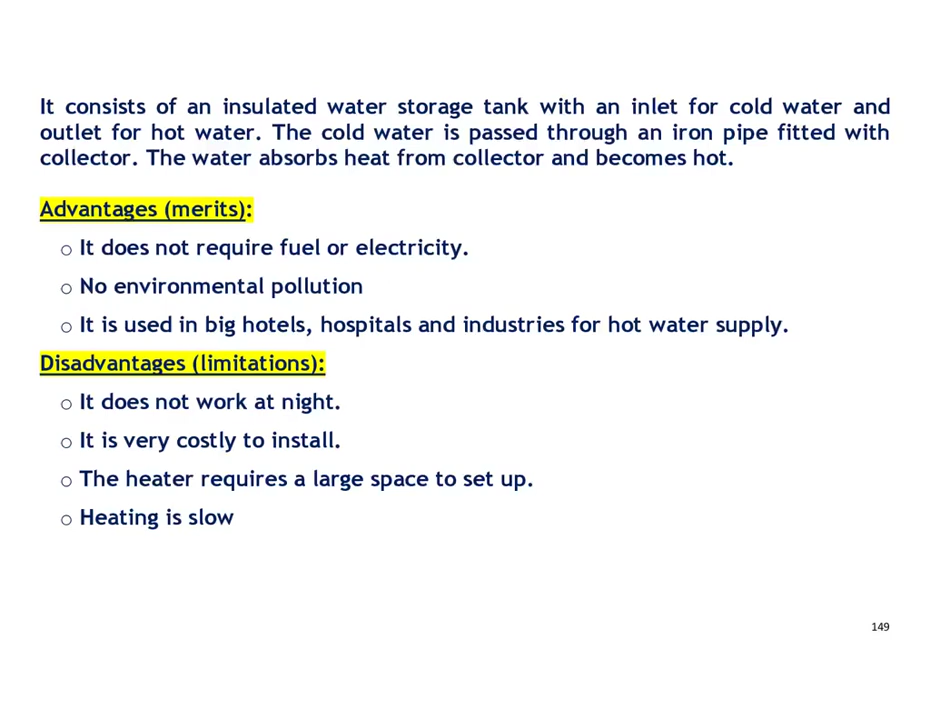 It consists of an insulated water storage tank with an inlet for cold water and
outlet for hot water. The cold water is passed through an iron pipe fitted with
collector. The water absorbs heat from collector and becomes hot.
Advantages (merits):
o It does not require fuel or electricity.
o No environmental pollution
o It is used in big hotels, hospitals and industries for hot water supply.
Disadvantages (limitations):
o It does not work at night.
o It is very costly to install.
o The heater requires a large space to set up.
o Heating is slow
149